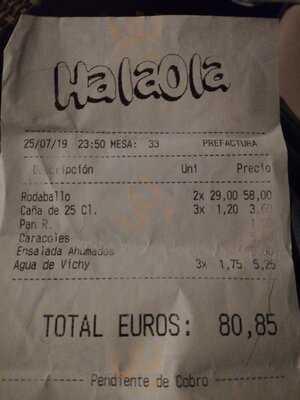 HalaOla
25/07/19 23:50 MESA: 33 PREFACTURA
Descripción Uni Precio
Rodaballo 2x 29,00 58,00
Caña de 25 Cl. 3x 1,20 3,60
Pan R.
Caracoles
Ensalada Ahumados
Agua de Vichy 3x 1,75 5,25
TOTAL EUROS: 80,85
Pendiente de Cobro